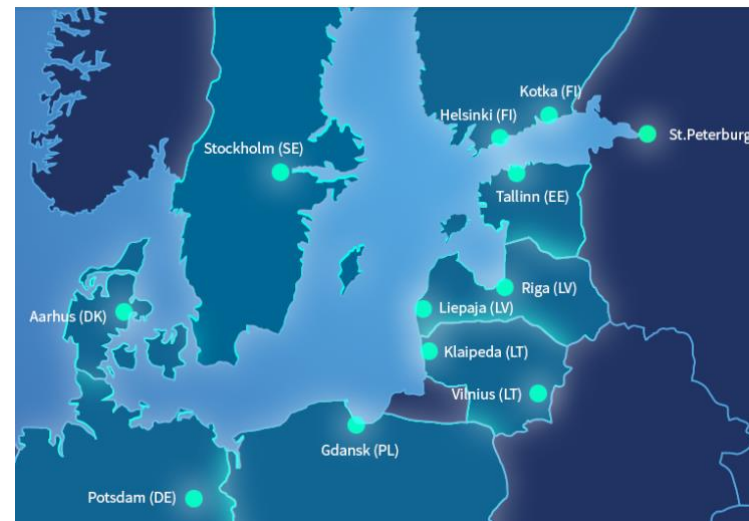 Kotka (FI)
Helsinki (FI)
St.Peterburg
Stockholm (SE)
Tallinn (EE)
Riga (LV)
Liepaja (LV)
Aarhus (DK)
Klaipeda (LT)
Vilnius (LT)
Gdansk (PL)
Potsdam (DE)